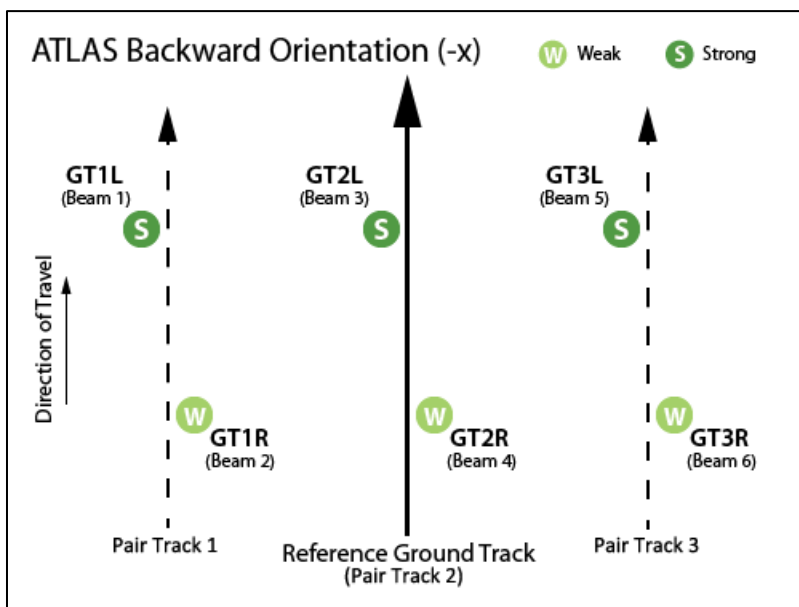 ATLAS Backward Orientation (-x)
W Weak
S Strong
GT1L
(Beam 1)
S
GT2L
(Beam 3)
S
GT3L
(Beam 5)
S
Direction of Travel
W
GT1R
(Beam 2)
W
GT2R
(Beam 4)
W
GT3R
(Beam 6)
Pair Track 1
Reference Ground Track
(Pair Track 2)
Pair Track 3